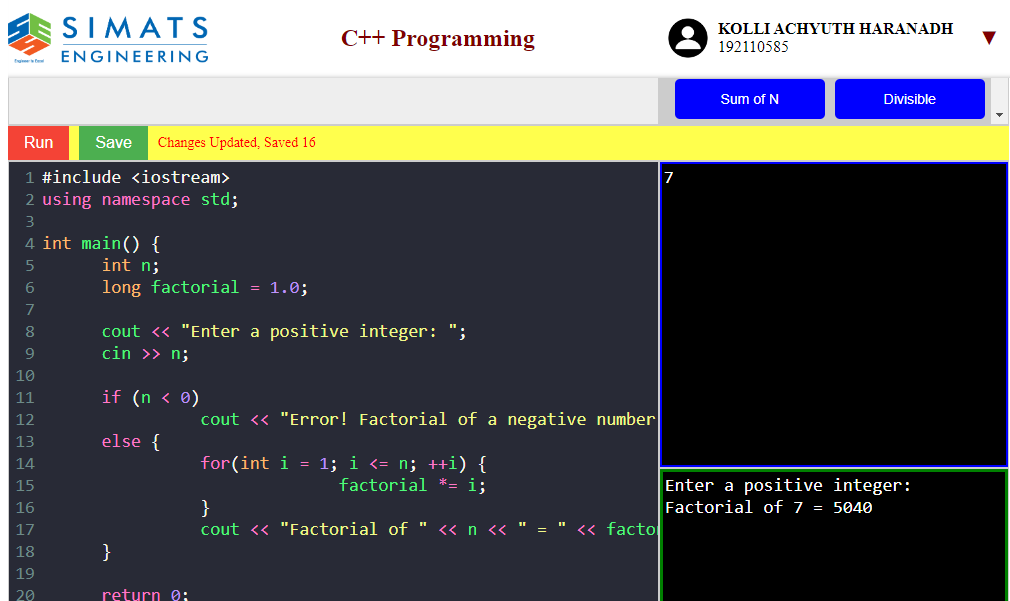 SIMATS
ENGINEERING
Engineer to Excel
C++ Programming
KOLLI ACHYUTH HARANADH
192110585
Sum of N
Divisible
Run
Save
Changes Updated, Saved 16
1 #include <iostream>
2 using namespace std;
3
4 int main() {
5 int n;
6 long factorial = 1.0;
7
8 cout << "Enter a positive integer: ";
9 cin >> n;
10
11 if (n < 0)
12 cout << "Error! Factorial of a negative number
13 else {
14 for(int i = 1; i <= n; ++i) {
15 factorial *= i;
16 }
17 cout << "Factorial of " << n << " = " << facto
18 }
19
20 return 0;
7
Enter a positive integer:
Factorial of 7 = 5040